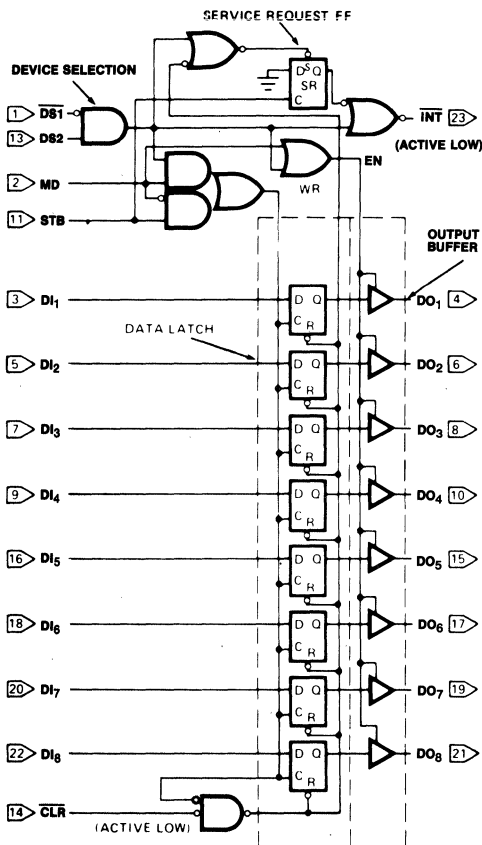 SERVICE REQUEST FF
DEVICE SELECTION
D S Q
SR
C
1 DS1
13 DS2
INT 23
(ACTIVE LOW)
2 MD
EN
WR
11 STB
OUTPUT
BUFFER
3 DI1 D Q C R DO1 4
DATA LATCH
5 DI2 D Q C R DO2 6
7 DI3 D Q C R DO3 8
9 DI4 D Q C R DO4 10
16 DI5 D Q C R DO5 15
18 DI6 D Q C R DO6 17
20 DI7 D Q C R DO7 19
22 DI8 D Q C R DO8 21
14 CLR
(ACTIVE LOW)